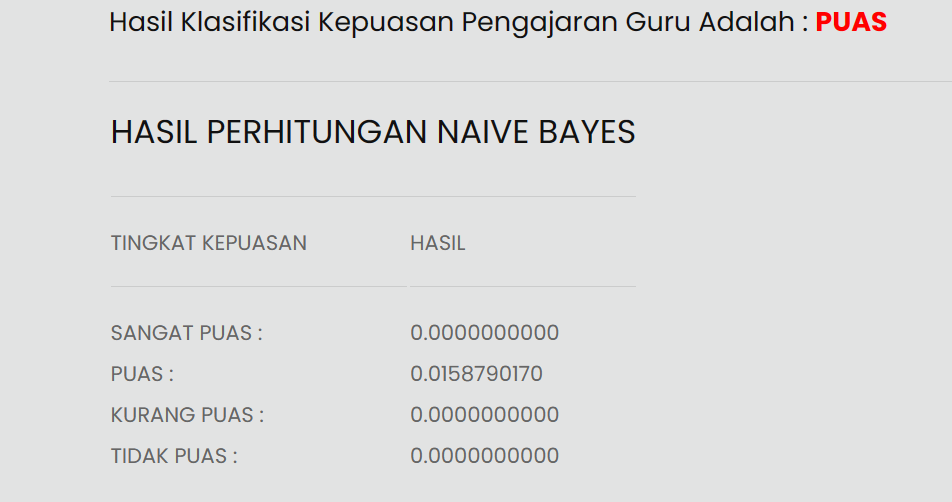 Hasil Klasifikasi Kepuasan Pengajaran Guru Adalah : PUAS
HASIL PERHITUNGAN NAIVE BAYES
TINGKAT KEPUASAN HASIL
SANGAT PUAS : 0.0000000000
PUAS : 0.0158790170
KURANG PUAS : 0.0000000000
TIDAK PUAS : 0.0000000000